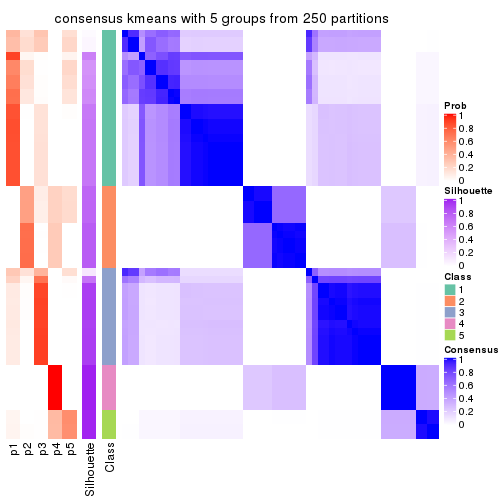 consensus kmeans with 5 groups from 250 partitions
Prob
1
0.8
0.6
0.4
0.2
0
Silhouette
1
0.8
0.6
0.4
0.2
0
Class
1
2
3
4
5
Consensus
1
0.8
0.6
0.4
0.2
0
p1
p2
p3
p4
p5
Silhouette
Class